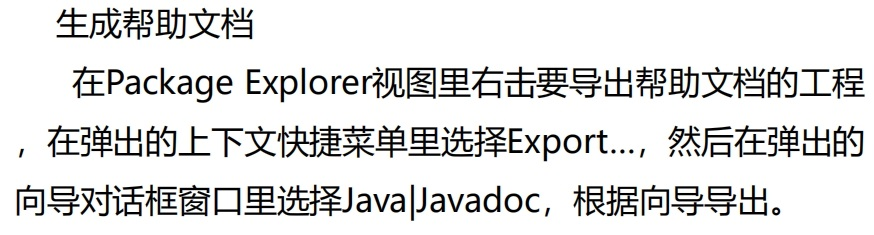 生成帮助文档
在Package Explorer视图里右击要导出帮助文档的工程
，在弹出的上下文快捷菜单里选择Export...，然后在弹出的
向导对话框窗口里选择Java|Javadoc，根据向导导出。